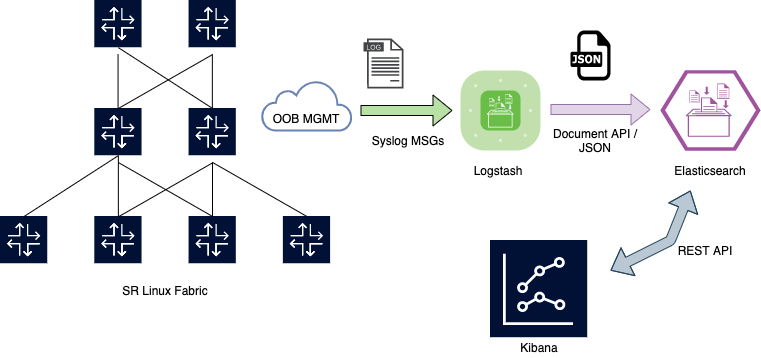 LOG
JSON
OOB MGMT
Syslog MSGs
Document API /
JSON
Logstash
Elasticsearch
REST API
SR Linux Fabric
Kibana